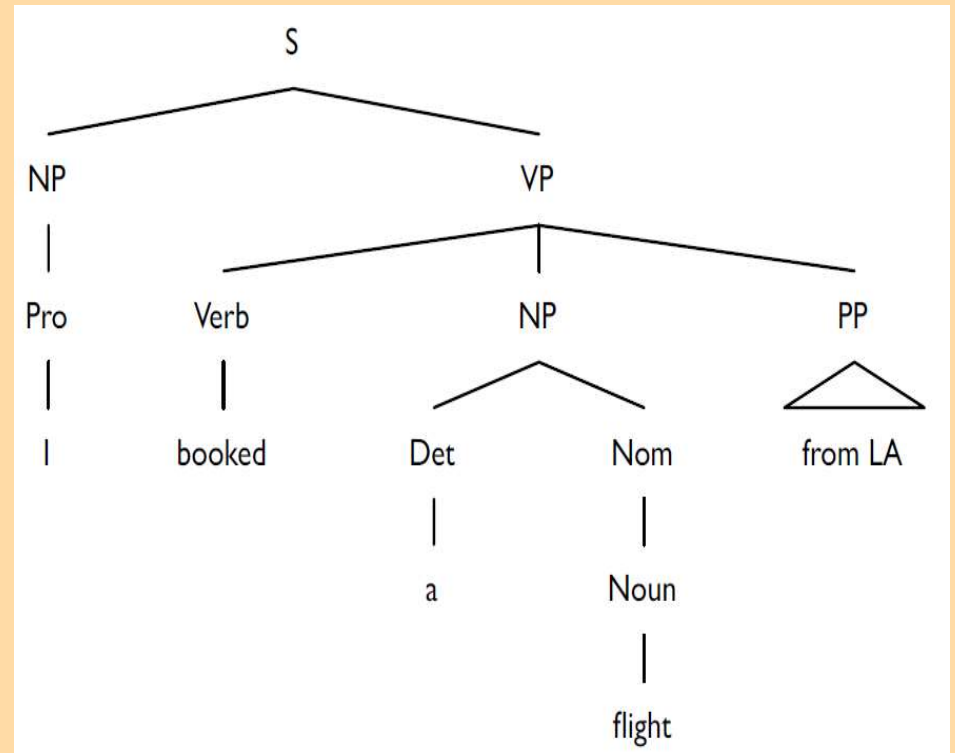 S
NP VP
Pro Verb NP PP
I booked Det Nom from LA
a Noun
flight